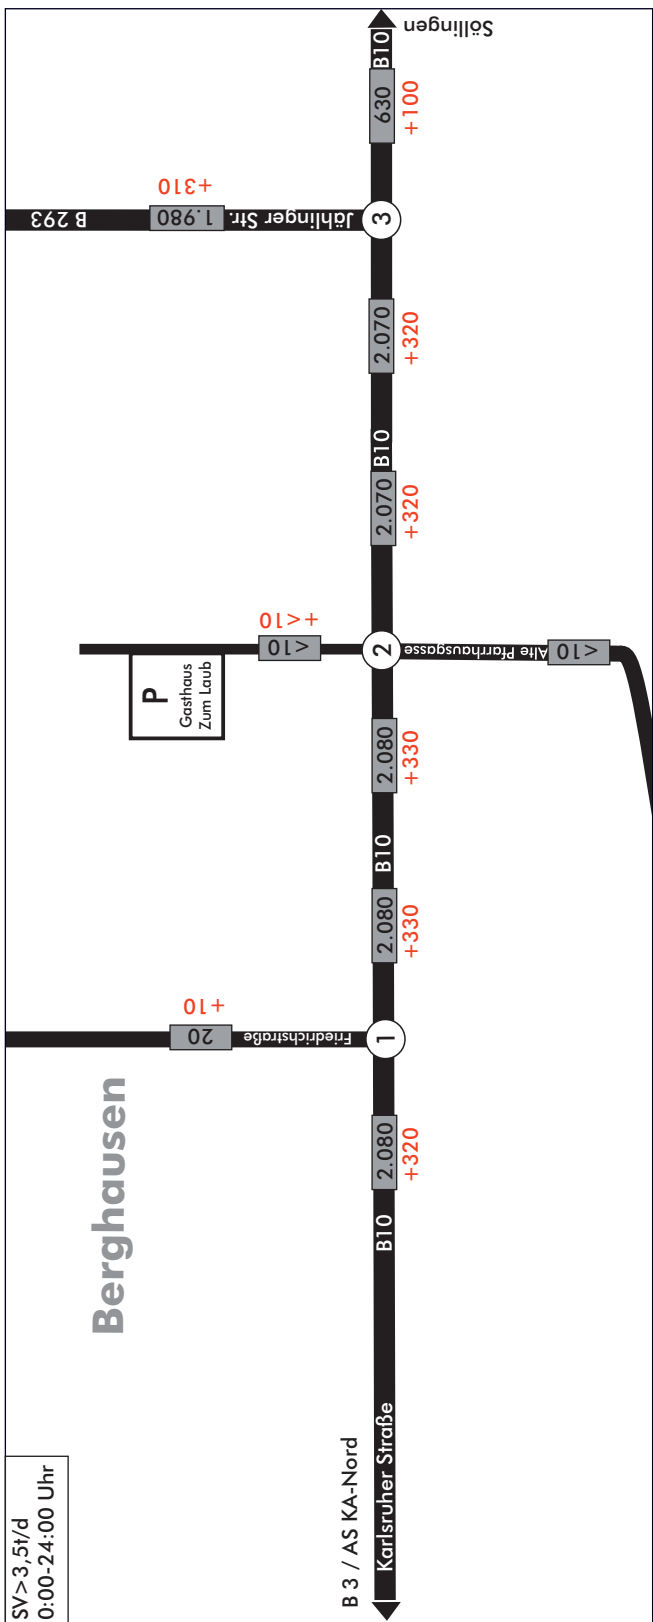 SV>3,5t/d
0:00-24:00 Uhr
Berghausen
B 3 / AS KA-Nord
Karlsruher Straße
B10
2.080
+320
1
Friedrichstraße
20
+10
2.080
+330
B10
2.080
+330
P
Gasthaus
Zum Laub
2
<10
+<10
Alte Pfarrhausgasse
<10
2.070
+320
B10
2.070
+320
3
Jählinger Str.
1.980
+310
B 293
630
+100
B10
Söllingen